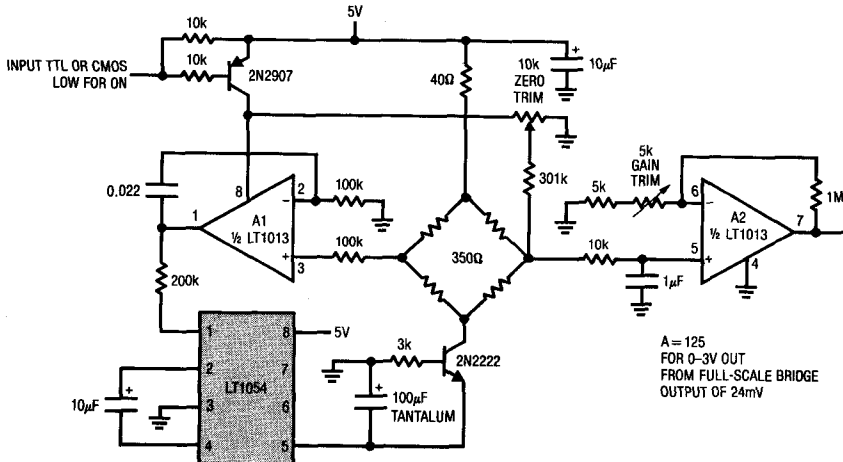 5V
10k
10k
INPUT TTL OR CMOS
LOW FOR ON
2N2907
40Ω
10k
ZERO
TRIM
+
10µF
0.022
8
2
−
100k
1
A1
½ LT1013
+
3
100k
301k
350Ω
5k
GAIN
TRIM
5k
6
−
1M
A2
½ LT1013
7
10k
5
+
4
1µF
200k
1
8
5V
2
7
LT1054
3
6
4
5
+
10µF
3k
2N2222
+
100µF
TANTALUM
A = 125
FOR 0–3V OUT
FROM FULL-SCALE BRIDGE
OUTPUT OF 24mV